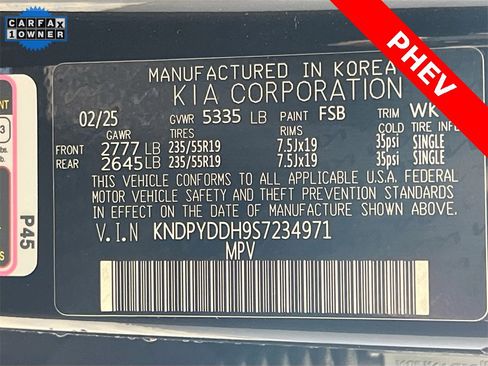 CARFAX
1 OWNER
PHEV
MANUFACTURED IN KOREA
KIA CORPORATION
02/25 GVWR 5335 LB PAINT FSB TRIM WK
GAWR TIRES RIMS COLD TIRE
FRONT 2777 LB 235/55R19 7.5Jx19 35psi SINGLE
REAR 2645 LB 235/55R19 7.5Jx19 35psi SINGLE
THIS VEHICLE CONFORMS TO ALL APPLICABLE U.S.A. FEDERAL
MOTOR VEHICLE SAFETY AND THEFT PREVENTION STANDARDS
IN EFFECT ON THE DATE OF MANUFACTURE SHOWN ABOVE.
V.I.N KNDPYDDH9S7234971
MPV
P45